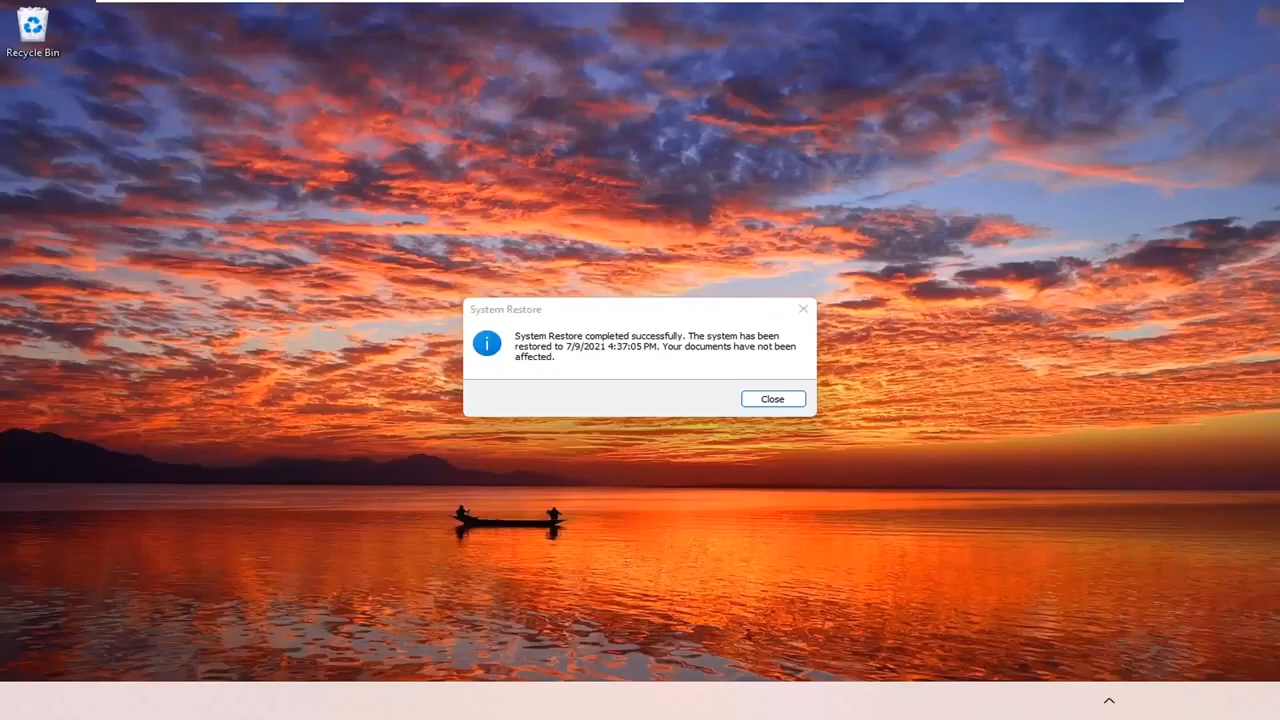 Recycle Bin
System Restore
System Restore completed successfully. The system has been
restored to 7/9/2021 4:37:05 PM. Your documents have not been
affected.
Close